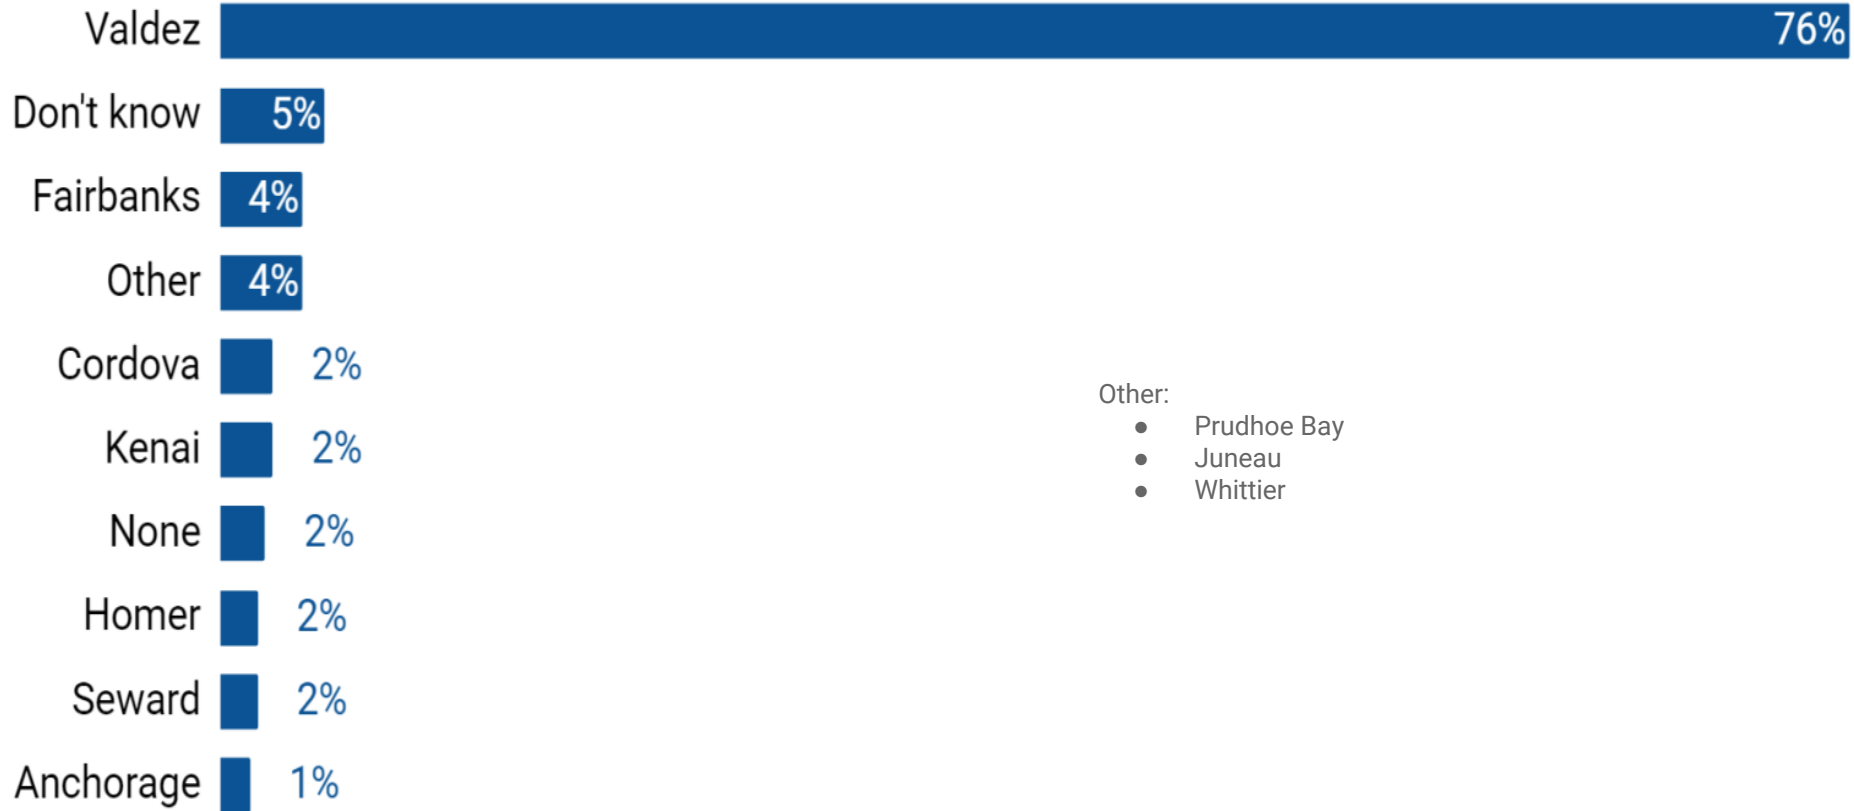 Valdez 76%
Don't know 5%
Fairbanks 4%
Other 4%
Cordova 2%
Kenai 2%
None 2%
Homer 2%
Seward 2%
Anchorage 1%
Other:
● Prudhoe Bay
● Juneau
● Whittier